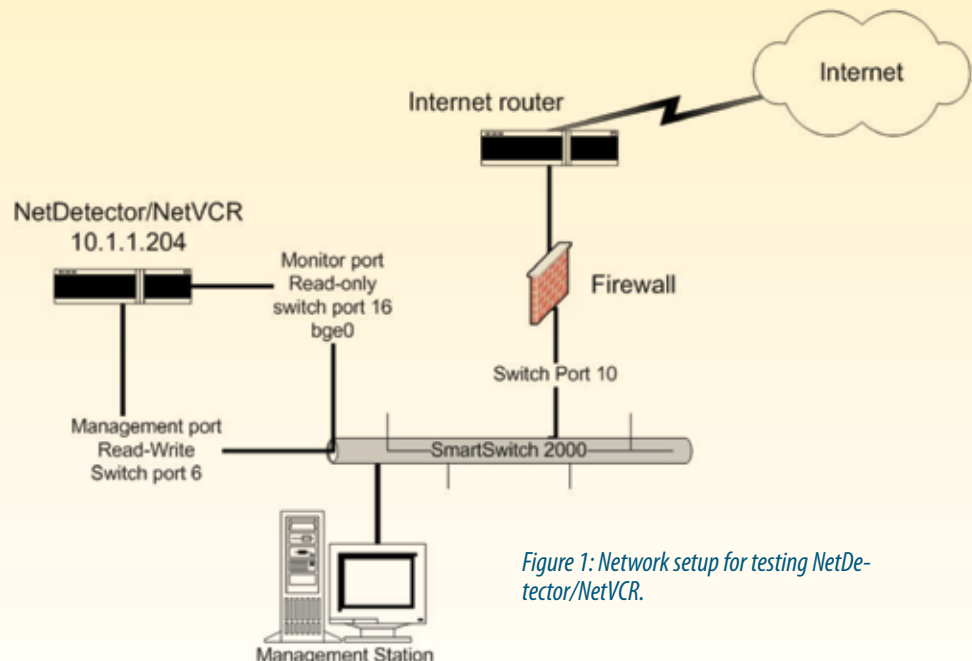 Internet
Internet router
NetDetector/NetVCR
10.1.1.204
Monitor port
Read-only
switch port 16
bge0
Firewall
Switch Port 10
Management port
Read-Write
Switch port 6
SmartSwitch 2000
Figure 1: Network setup for testing NetDe-
tector/NetVCR.
Management Station